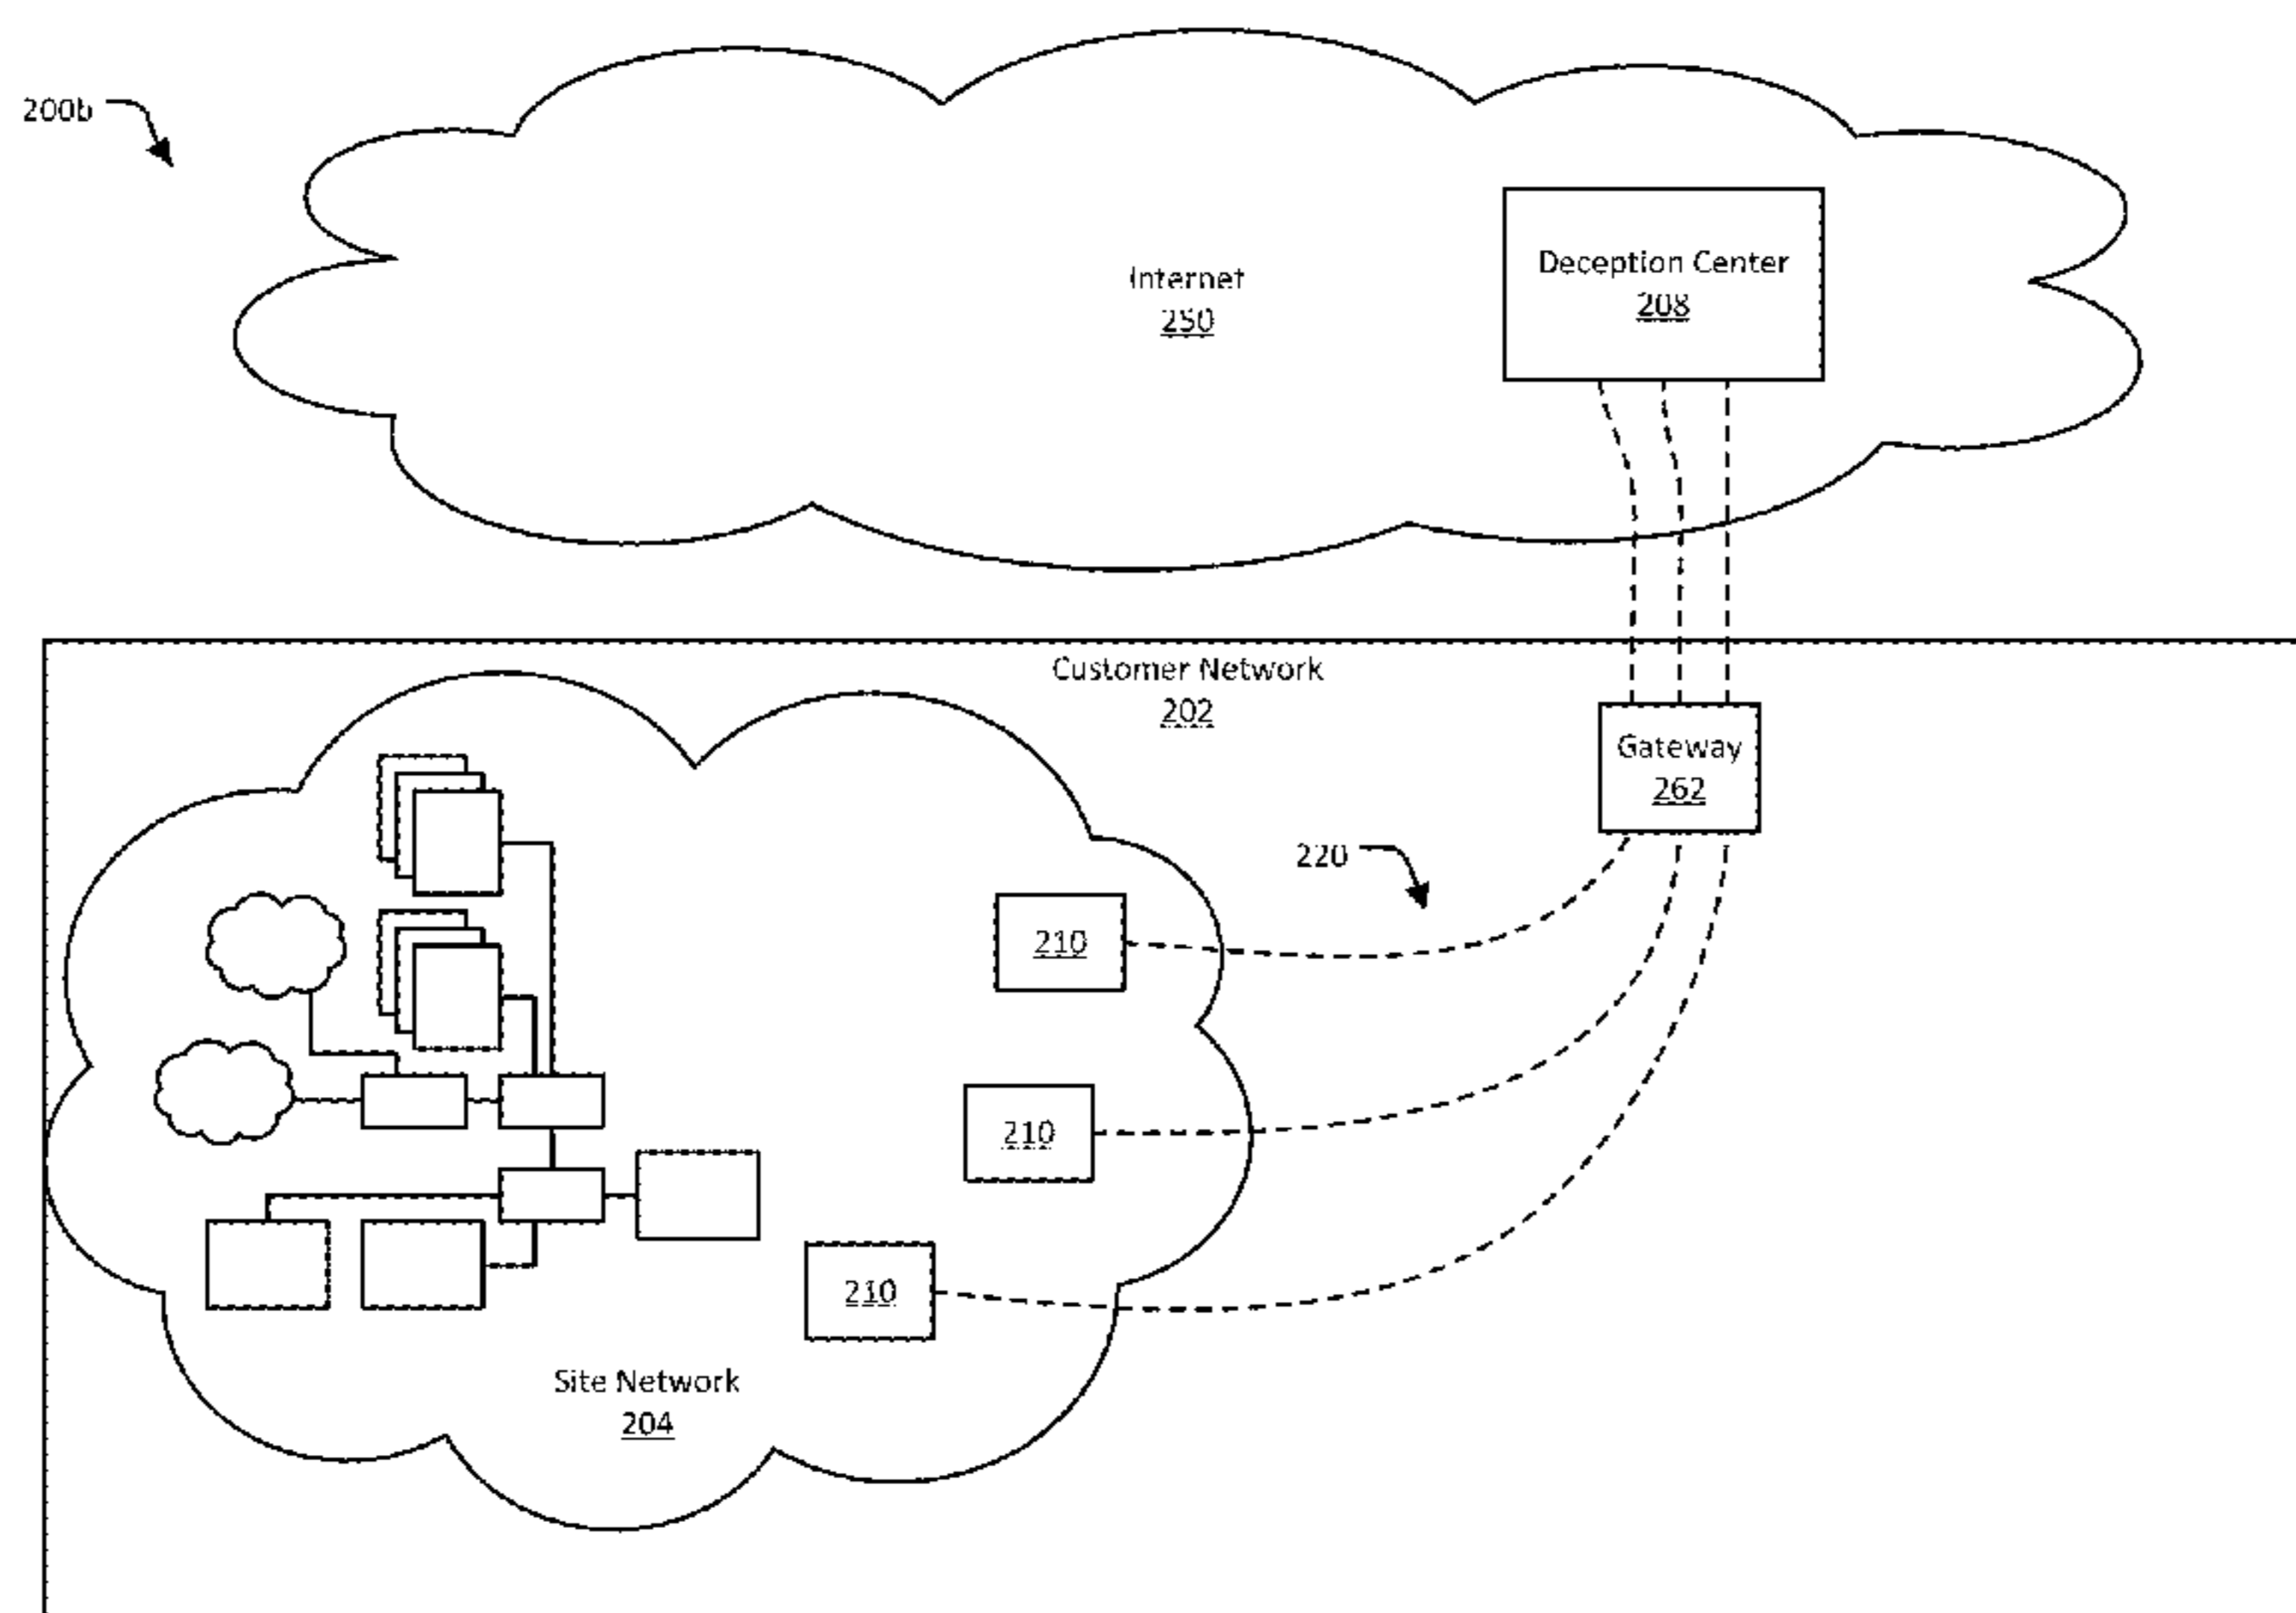 200b
Internet
250
Deception Center
208
Customer Network
202
Gateway
262
220
210
210
210
Site Network
204